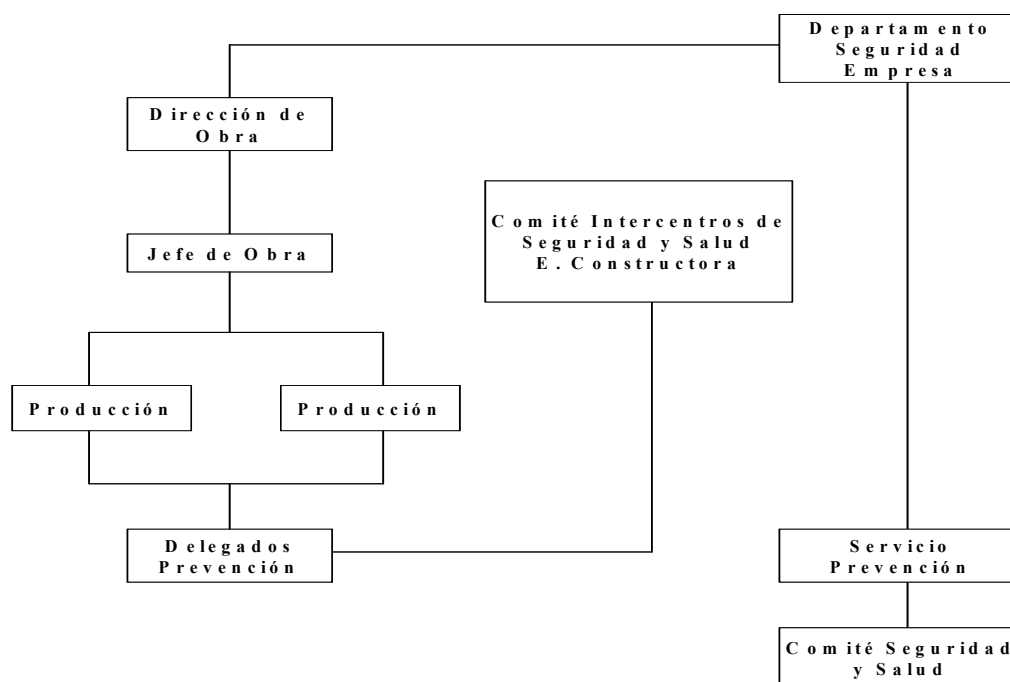 Departamento
Seguridad
Empresa
Dirección de
Obra
Comité Intercentros de
Seguridad y Salud
E. Constructora
Jefe de Obra
Producción
Producción
Delegados
Prevención
Servicio
Prevención
Comité Seguridad
y Salud